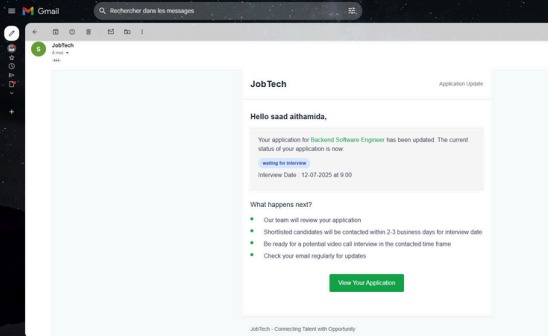 Gmail
Rechercher dans les messages
JobTech
S
À moi
JobTech
Application Update
Hello saad aithamida,
Your application for Backend Software Engineer has been updated. The current
status of your application is now:
waiting for interview
Interview Date : 12-07-2025 at 9:00
What happens next?
Our team will review your application
Shortlisted candidates will be contacted within 2-3 business days for interview date
Be ready for a potential video call interview in the contacted time frame
Check your email regularly for updates
View Your Application
JobTech - Connecting Talent with Opportunity